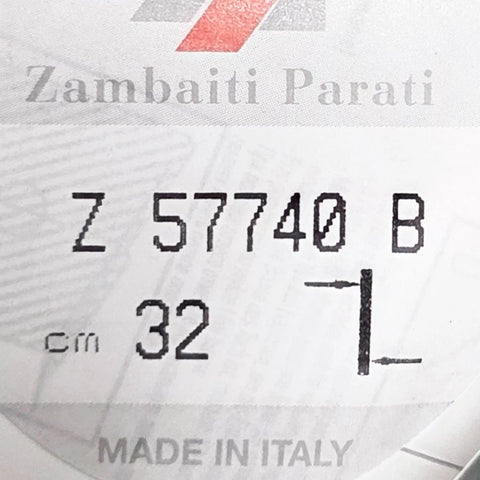 Zambaiti Parati
Z 57740 B
cm 32
MADE IN ITALY